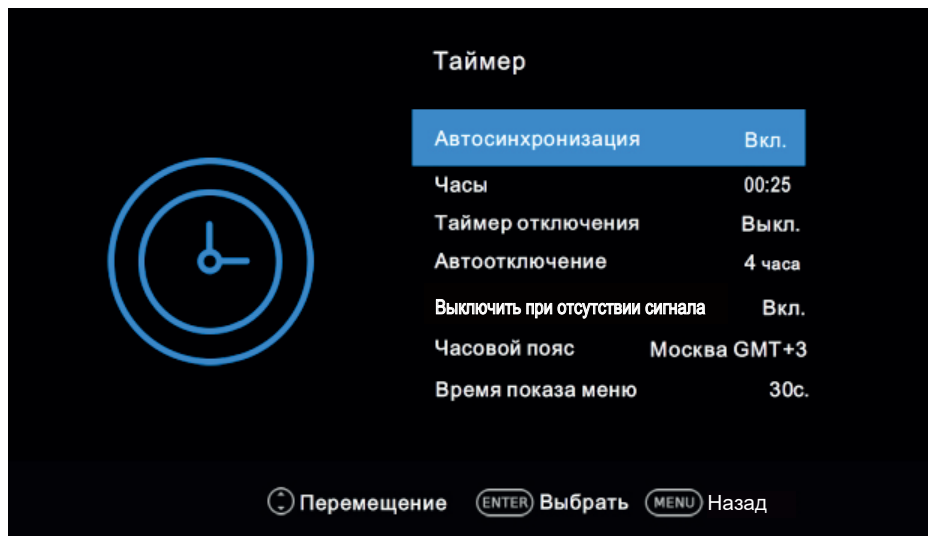 Таймер
Автосинхронизация Вкл.
Часы 00:25
Таймер отключения Выкл.
Автоотключение 4 часа
Выключить при отсутствии сигнала Вкл.
Часовой пояс Москва GMT+3
Время показа меню 30с.
Перемещение ENTER Выбрать MENU Назад